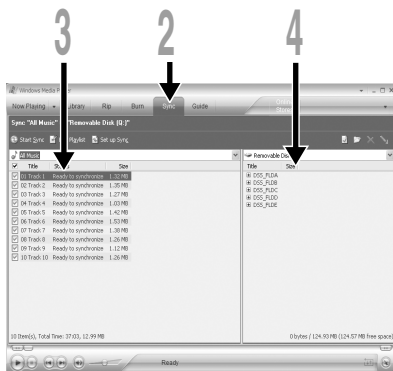 3 2 4
Windows Media Player
Now Playing Library Rip Burn Sync Guide
Sync "All Music" "Removable Disk (G:)"
Start Sync Playlist Set up Sync
All Music Removable Disk
Title Size Title Size
01 Track 1 Ready to synchronize 1.32 MB DSS_FLDA
02 Track 2 Ready to synchronize 1.35 MB DSS_FLDB
03 Track 3 Ready to synchronize 1.27 MB DSS_FLDC
04 Track 4 Ready to synchronize 1.03 MB DSS_FLDD
05 Track 5 Ready to synchronize 1.42 MB DSS_FLDE
06 Track 6 Ready to synchronize 1.53 MB
07 Track 7 Ready to synchronize 1.38 MB
08 Track 8 Ready to synchronize 1.26 MB
09 Track 9 Ready to synchronize 1.12 MB
10 Track 10 Ready to synchronize 1.26 MB
10 Item(s), Total Time: 37:03, 12.99 MB 0 bytes / 124.93 MB (124.57 MB free space)
Ready